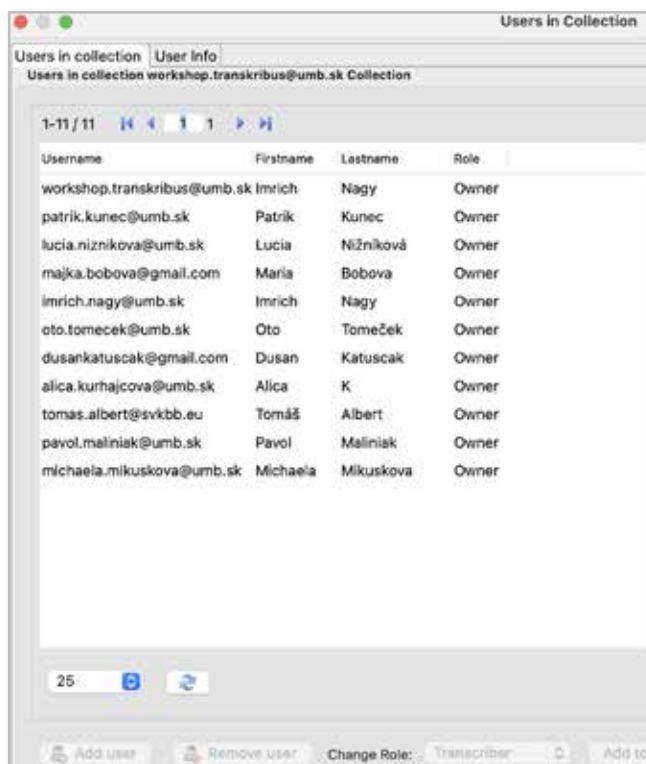 Users in Collection
Users in collection User Info
Users in collection workshop.transkribus@umb.sk Collection
1-11 / 11 1 1
Username Firstname Lastname Role
workshop.transkribus@umb.sk Imrich Nagy Owner
patrik.kunec@umb.sk Patrik Kunec Owner
lucia.niznikova@umb.sk Lucia Nižníková Owner
majka.bobova@gmail.com Maria Bobova Owner
imrich.nagy@umb.sk Imrich Nagy Owner
oto.tomecek@umb.sk Oto Tomeček Owner
dusankatuscak@gmail.com Dusan Katuscak Owner
alica.kurhajcova@umb.sk Alica K Owner
tomas.albert@svkbb.eu Tomáš Albert Owner
pavol.maliniak@umb.sk Pavol Maliniak Owner
michaela.mikuskova@umb.sk Michaela Mikuskova Owner
25
Add user Remove user Change Role: Transcriber Add to